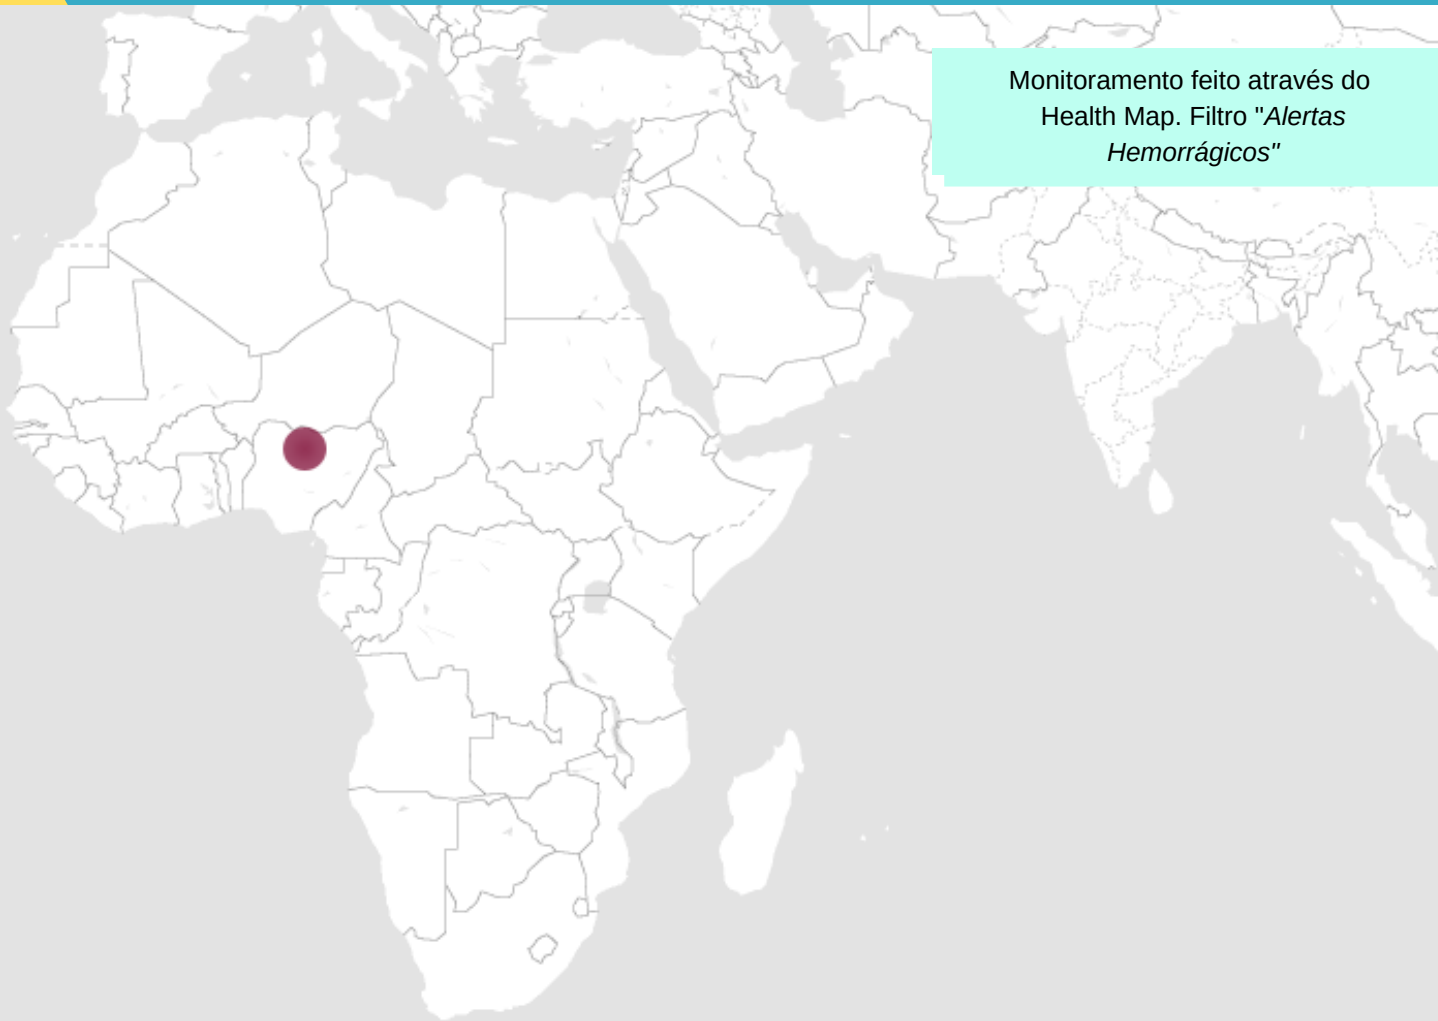 Monitoramento feito através do
Health Map. Filtro "Alertas
Hemorrágicos"